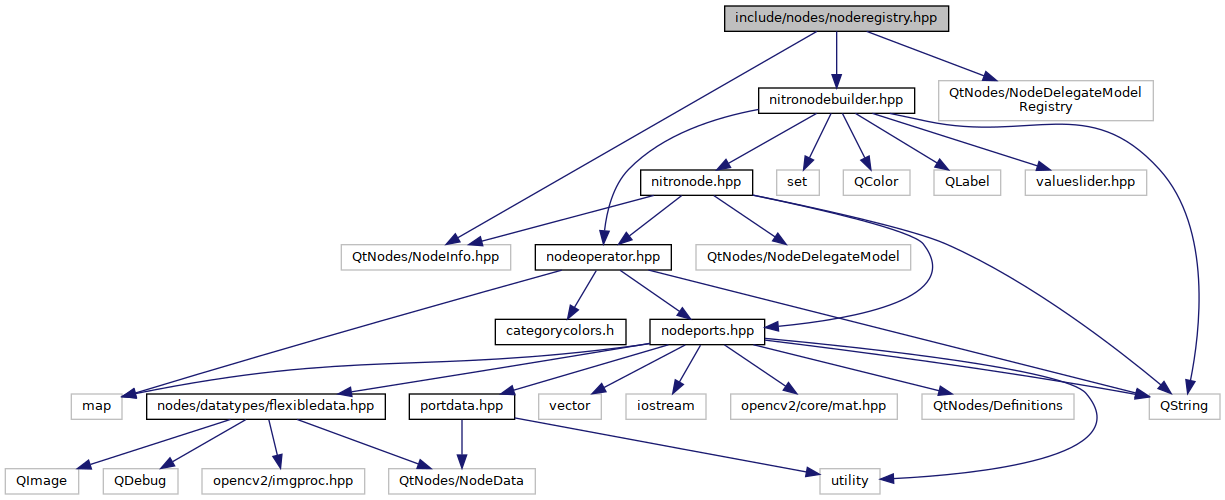 include/nodes/noderegistry.hpp
QtNodes/NodeDelegateModel
Registry
nitronodebuilder.hpp
nitronode.hpp
set
QColor
QLabel
valueslider.hpp
QtNodes/NodeInfo.hpp
nodeoperator.hpp
QtNodes/NodeDelegateModel
categorycolors.h
nodeports.hpp
map
nodes/datatypes/flexibledata.hpp
portdata.hpp
vector
iostream
opencv2/core/mat.hpp
QtNodes/Definitions
QString
QImage
QDebug
opencv2/imgproc.hpp
QtNodes/NodeData
utility